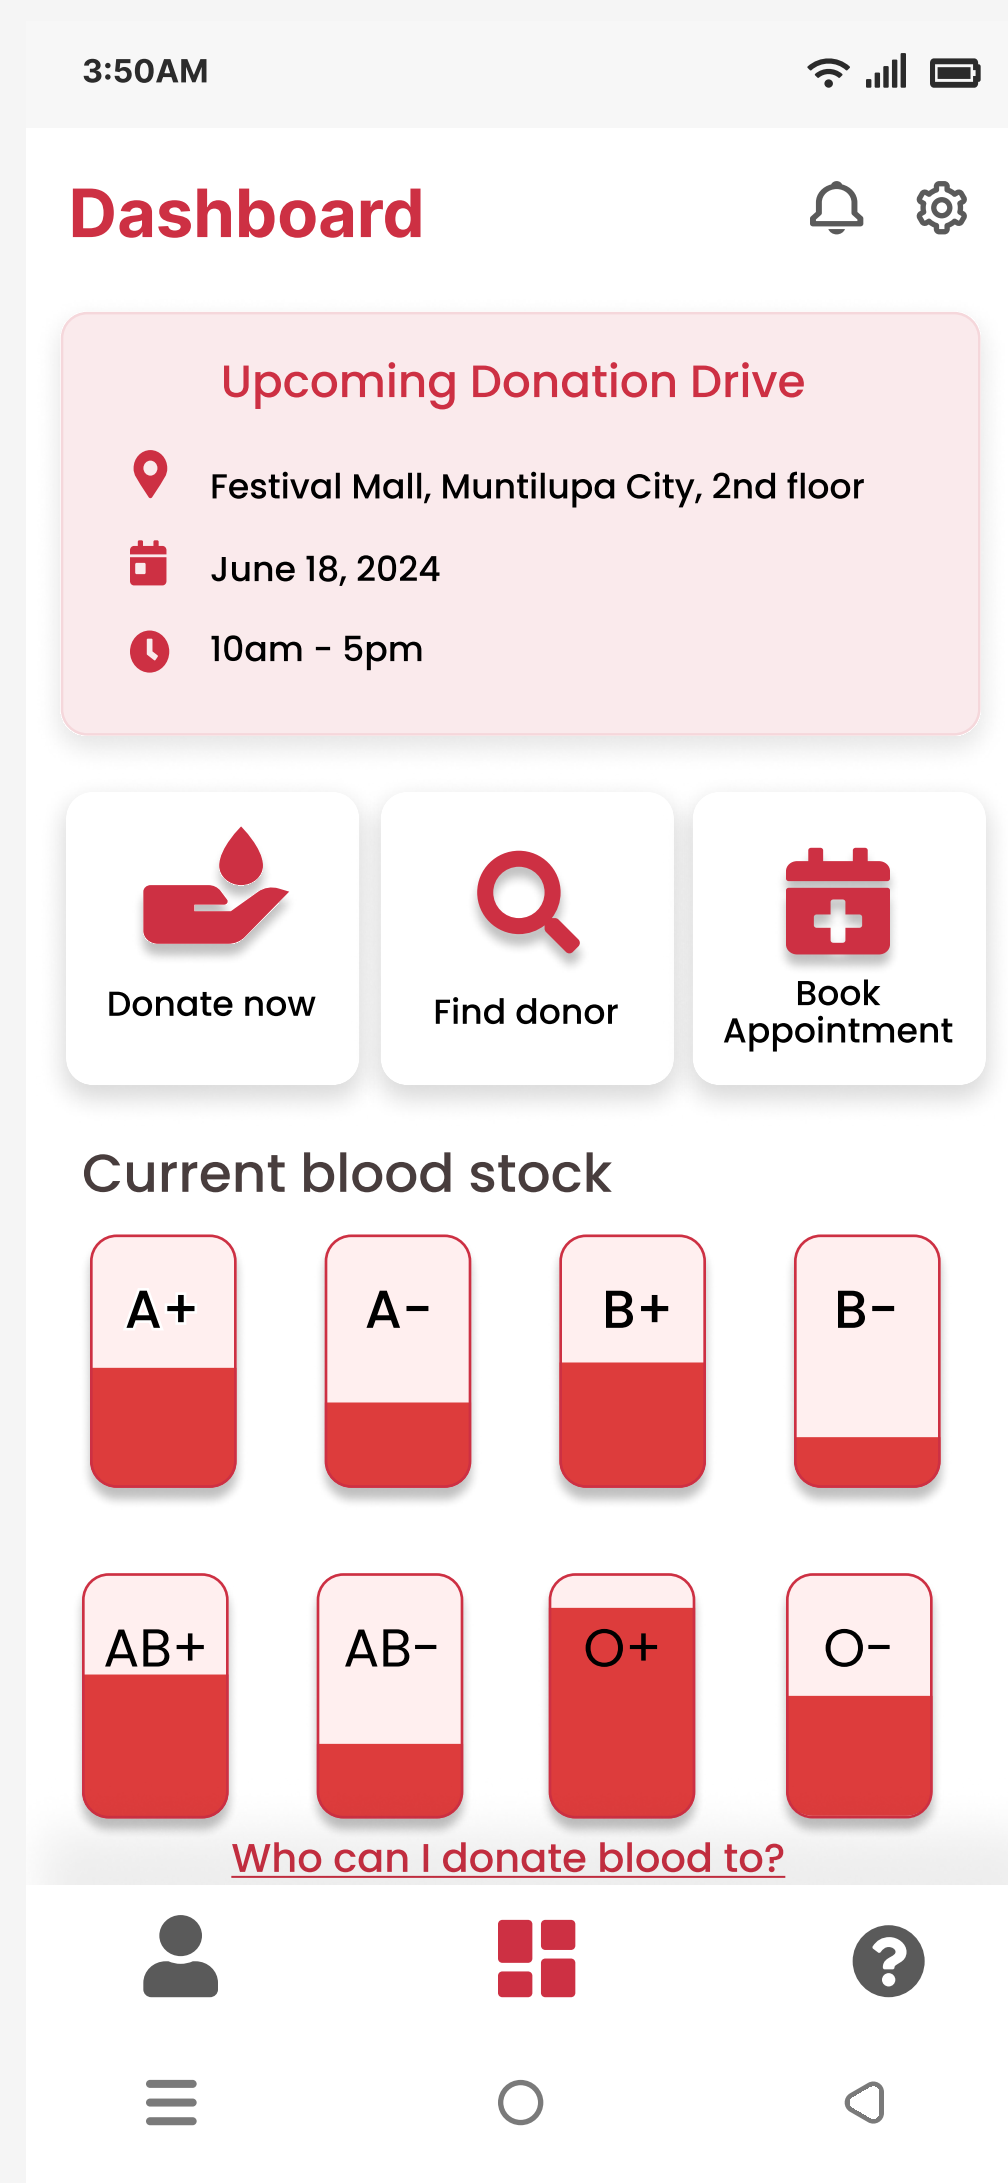 3:50AM
Dashboard
Upcoming Donation Drive
Festival Mall, Muntilupa City, 2nd floor
June 18, 2024
10am - 5pm
Donate now
Find donor
Book
Appointment
Current blood stock
A+
A-
B+
B-
AB+
AB-
O+
O-
Who can I donate blood to?